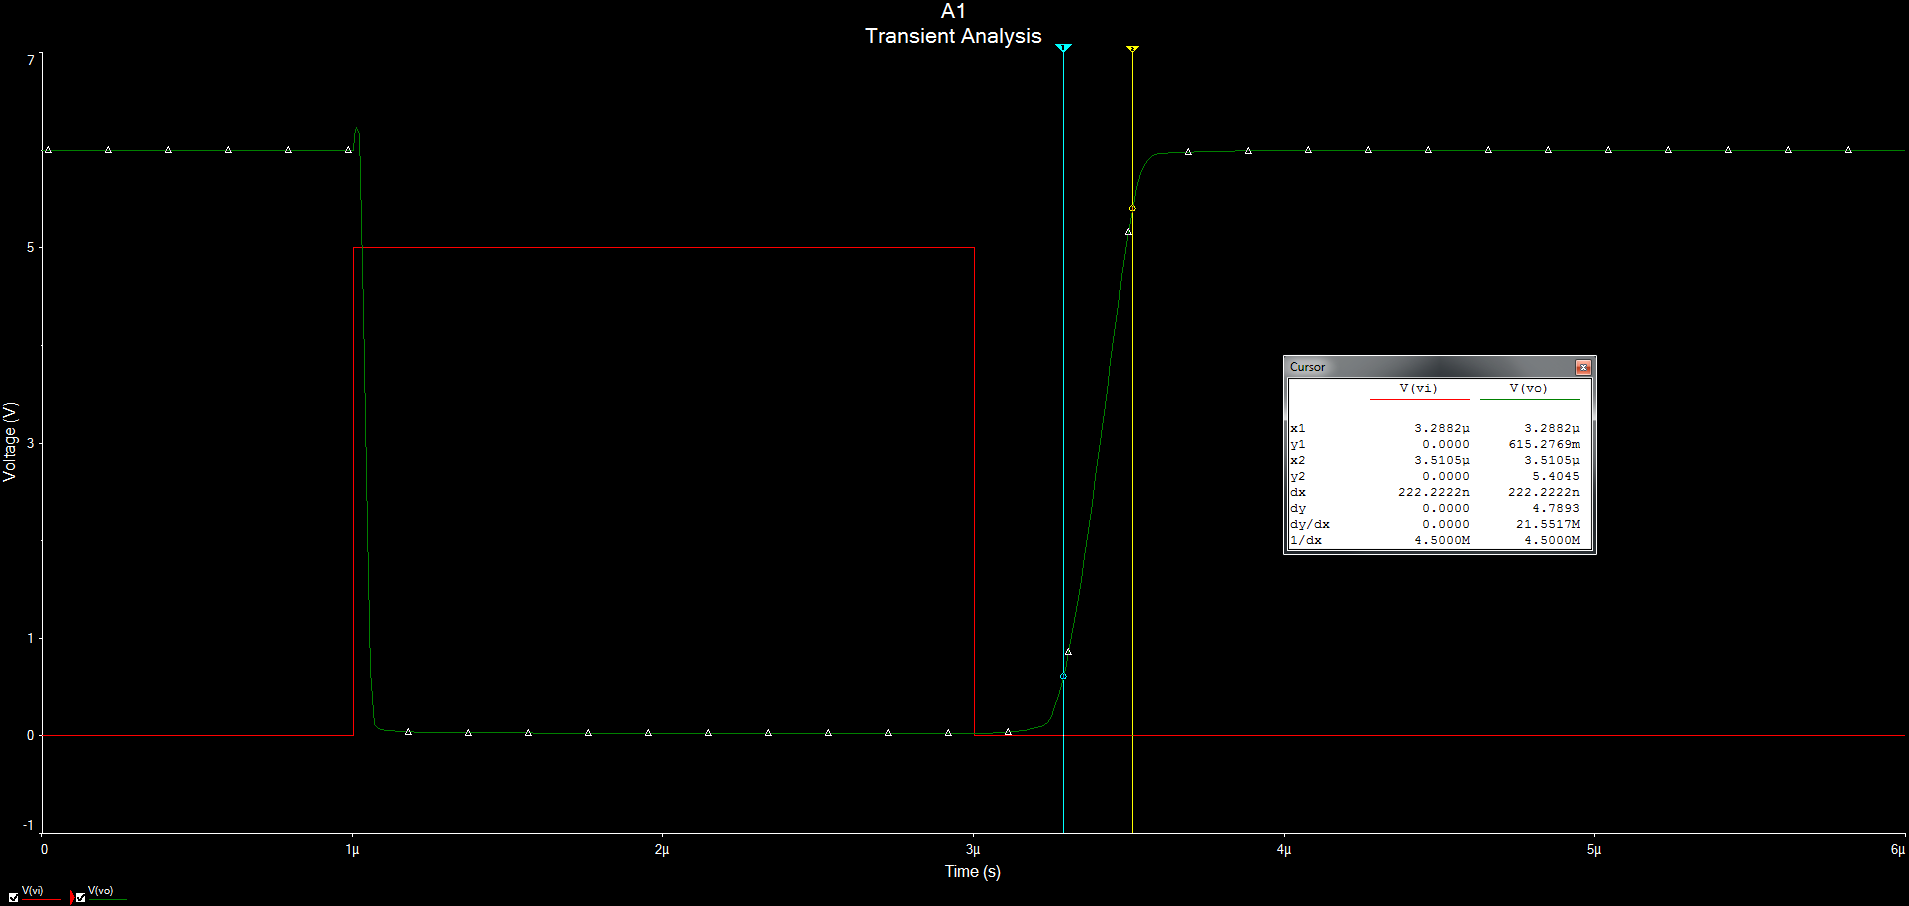 A1
Transient Analysis
7
5
3
1
0
-1
Voltage (V)
0 1µ 2µ 3µ 4µ 5µ 6µ
Time (s)
1
2
Cursor
V(vi) V(vo)
x1 3.2882µ 3.2882µ
y1 0.0000 615.2769m
x2 3.5105µ 3.5105µ
y2 0.0000 5.4045
dx 222.2222n 222.2222n
dy 0.0000 4.7893
dy/dx 0.0000 21.5517M
1/dx 4.5000M 4.5000M
V(vi) V(vo)